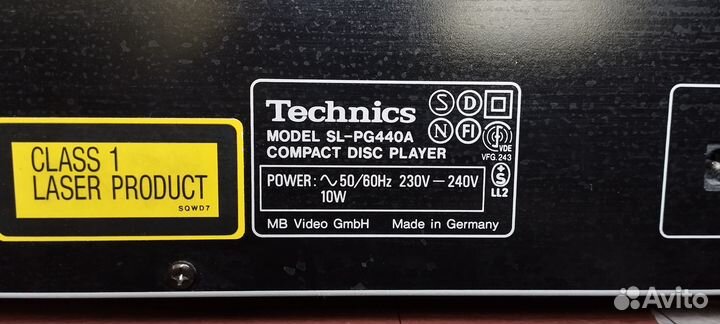 CLASS 1
LASER PRODUCT
SQWD7
Technics
MODEL SL-PG440A
COMPACT DISC PLAYER
POWER: ∿50/60Hz 230V—240V
10W
MB Video GmbH Made in Germany
S D
N FI
VDE
VFG.243
S
LL2
Avito